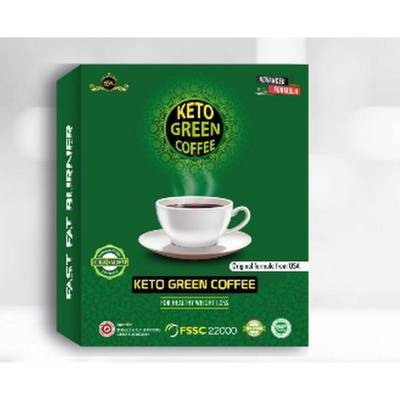 ADVANCED
FORMULA
KETO
GREEN
COFFEE
FAST FAT BURNER
Original formula from USA
KETO GREEN COFFEE
FOR HEALTHY WEIGHT LOSS
FSSC 22000